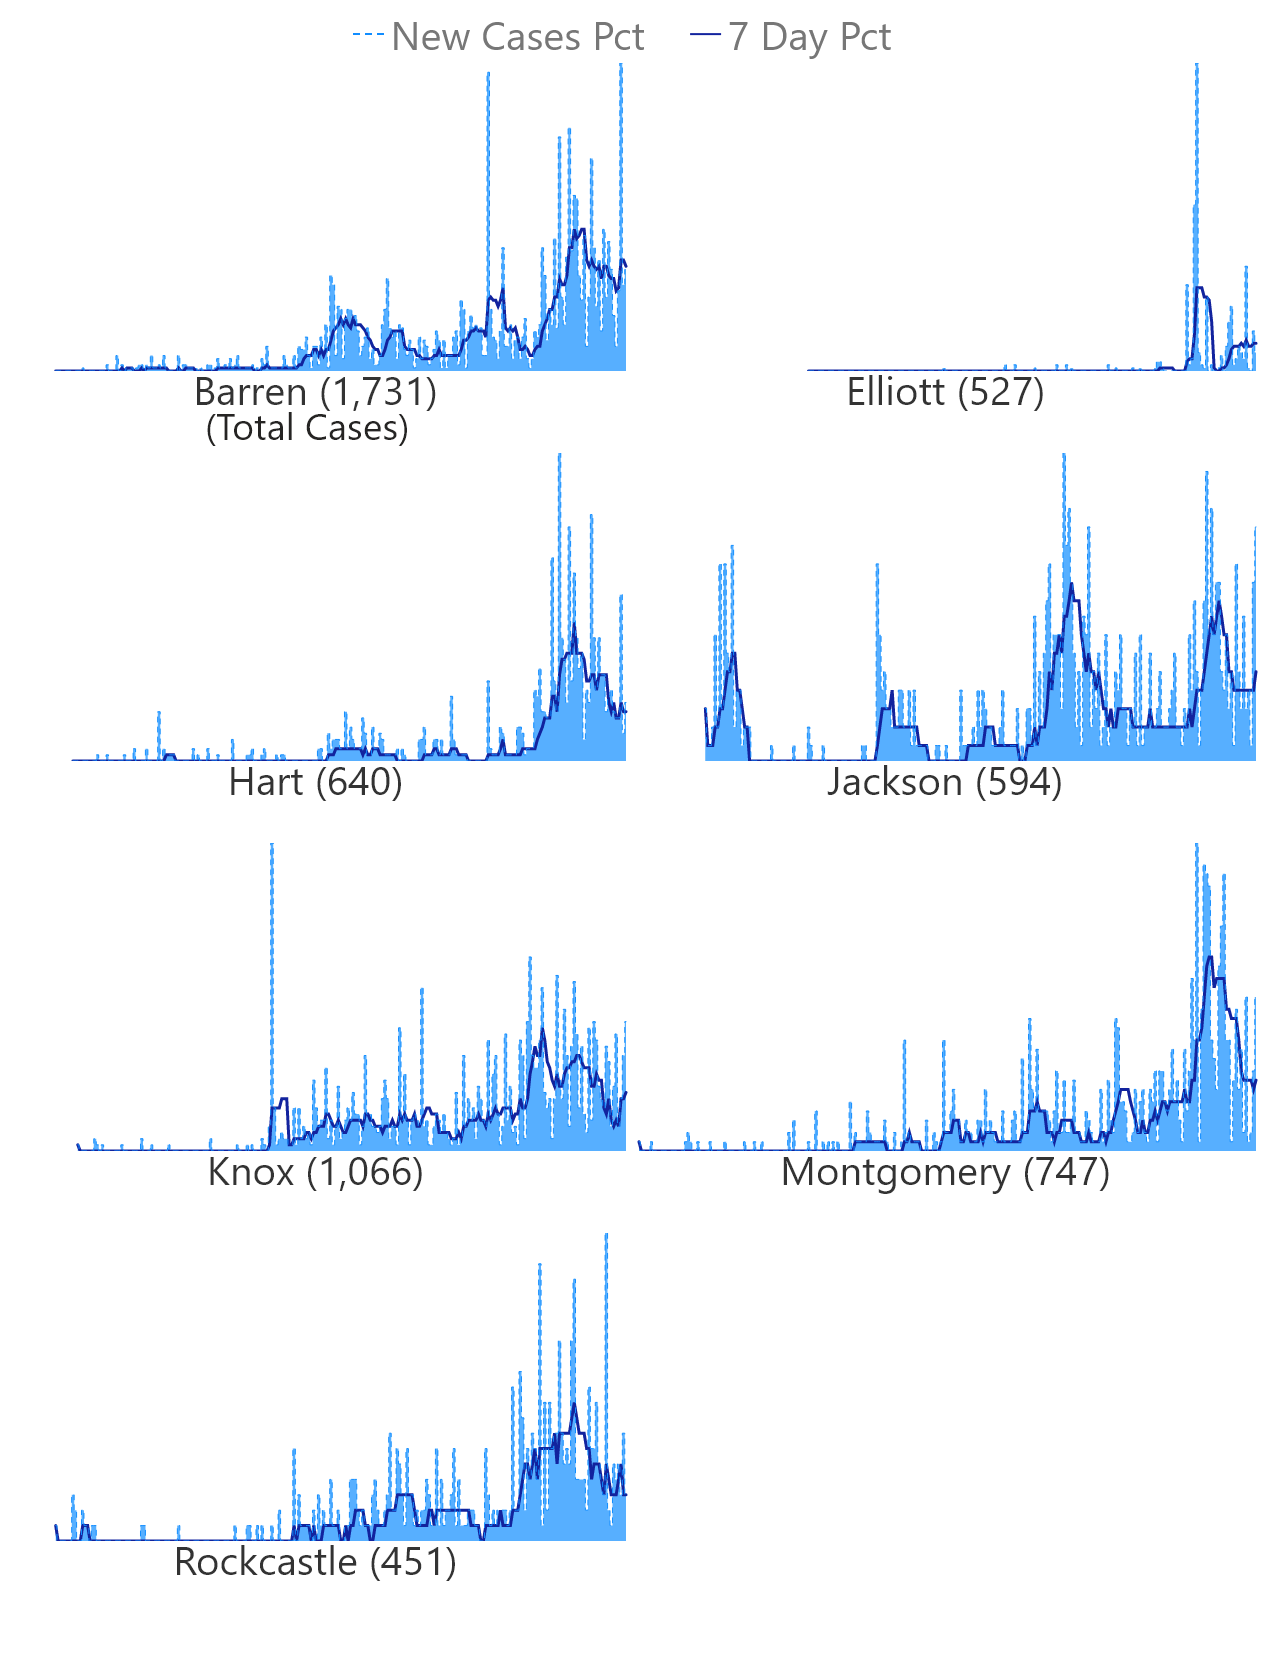 New Cases Pct 7 Day Pct
Barren (1,731) Elliott (527)
(Total Cases)
Hart (640) Jackson (594)
Knox (1,066) Montgomery (747)
Rockcastle (451)